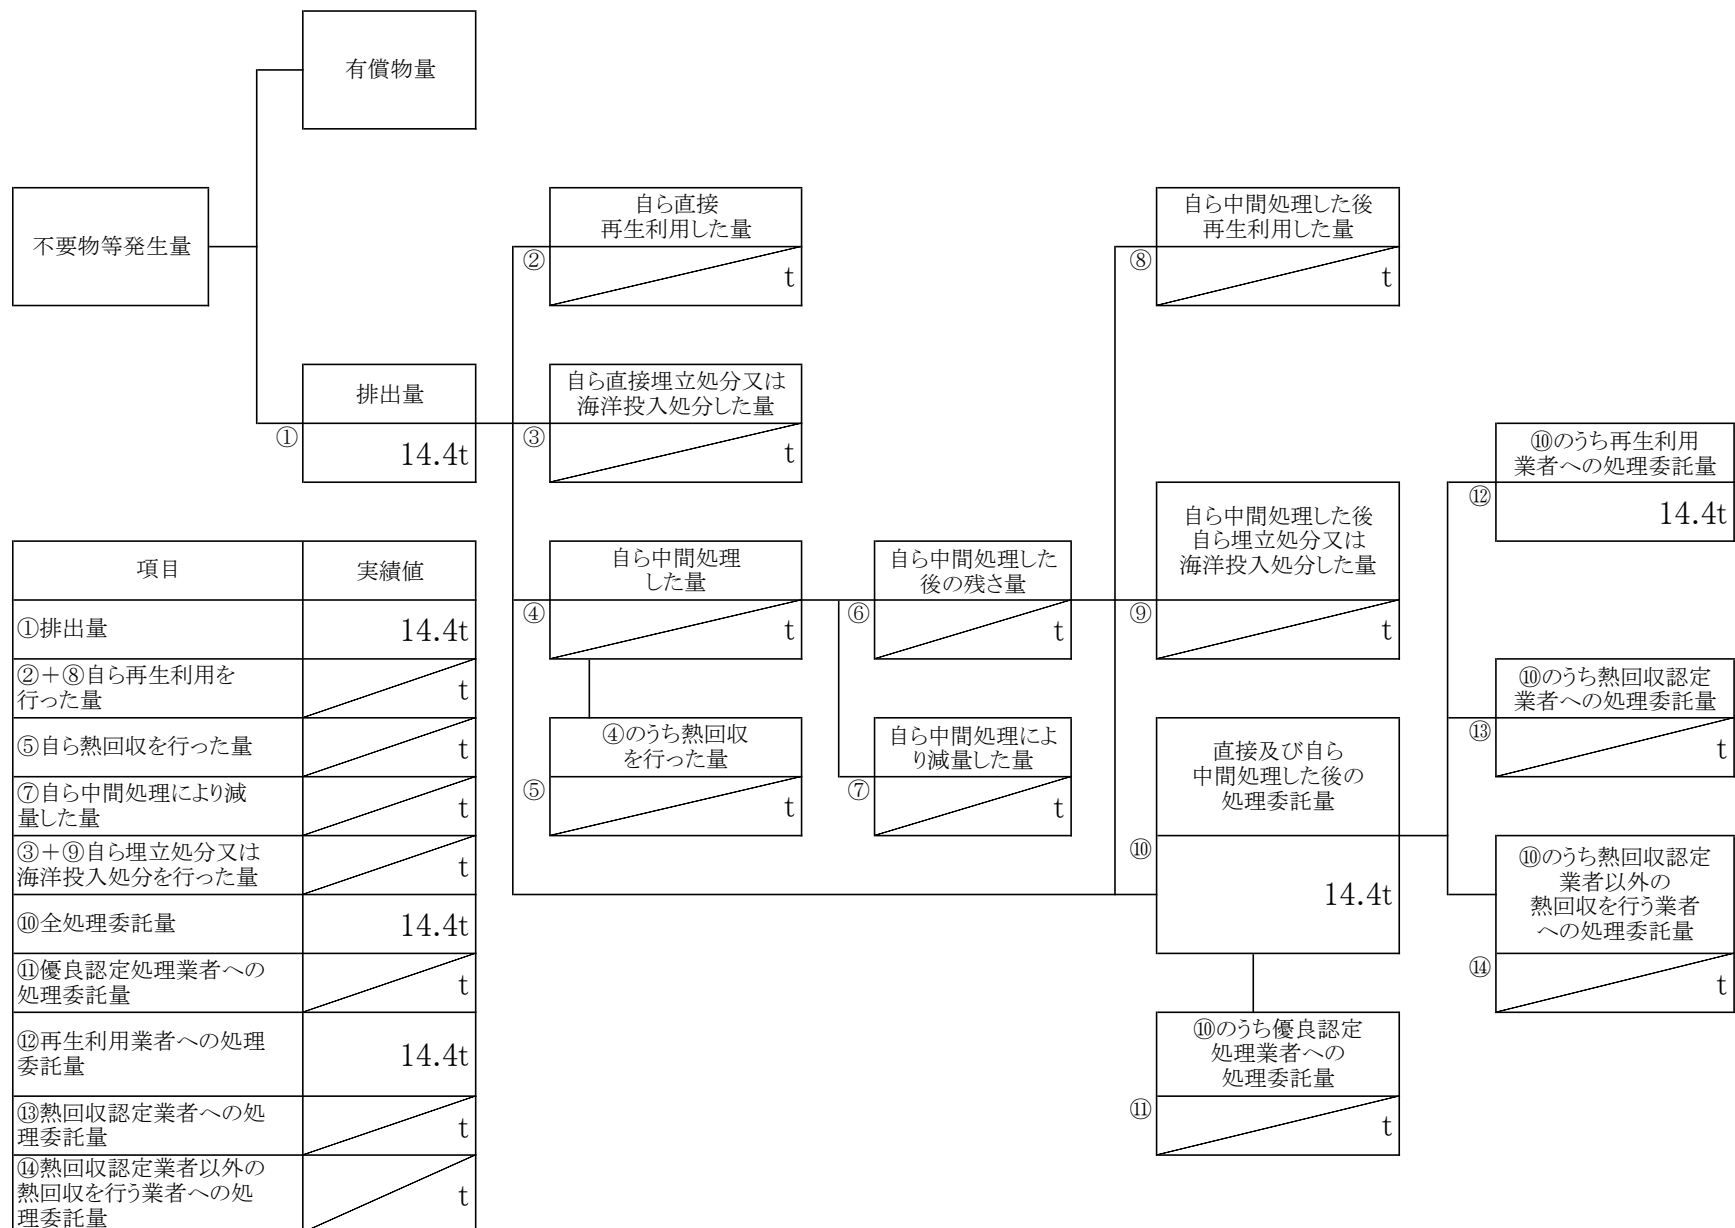 有償物量
不要物等発生量
自ら直接
再生利用した量
②
t
自ら中間処理した後
再生利用した量
⑧
t
排出量
①
14.4t
自ら直接埋立処分又は
海洋投入処分した量
③
t
⑩のうち再生利用
業者への処理委託量
⑫
14.4t
自ら中間処理
した量
④
t
自ら中間処理した
後の残さ量
⑥
t
自ら中間処理した後
自ら埋立処分又は
海洋投入処分した量
⑨
t
⑩のうち熱回収認定
業者への処理委託量
⑬
t
④のうち熱回収
を行った量
⑤
t
自ら中間処理によ
り減量した量
⑦
t
直接及び自ら
中間処理した後の
処理委託量
⑩
14.4t
⑩のうち熱回収認定
業者以外の
熱回収を行う業者
への処理委託量
⑭
t
⑩のうち優良認定
処理業者への
処理委託量
⑪
t
項目
実績値
①排出量
14.4t
②＋⑧自ら再生利用を
行った量
t
⑤自ら熱回収を行った量
t
⑦自ら中間処理により減
量した量
t
③＋⑨自ら埋立処分又は
海洋投入処分を行った量
t
⑩全処理委託量
14.4t
⑪優良認定処理業者への
処理委託量
t
⑫再生利用業者への処理
委託量
14.4t
⑬熱回収認定業者への処
理委託量
t
⑭熱回収認定業者以外の
熱回収を行う業者への処
理委託量
t